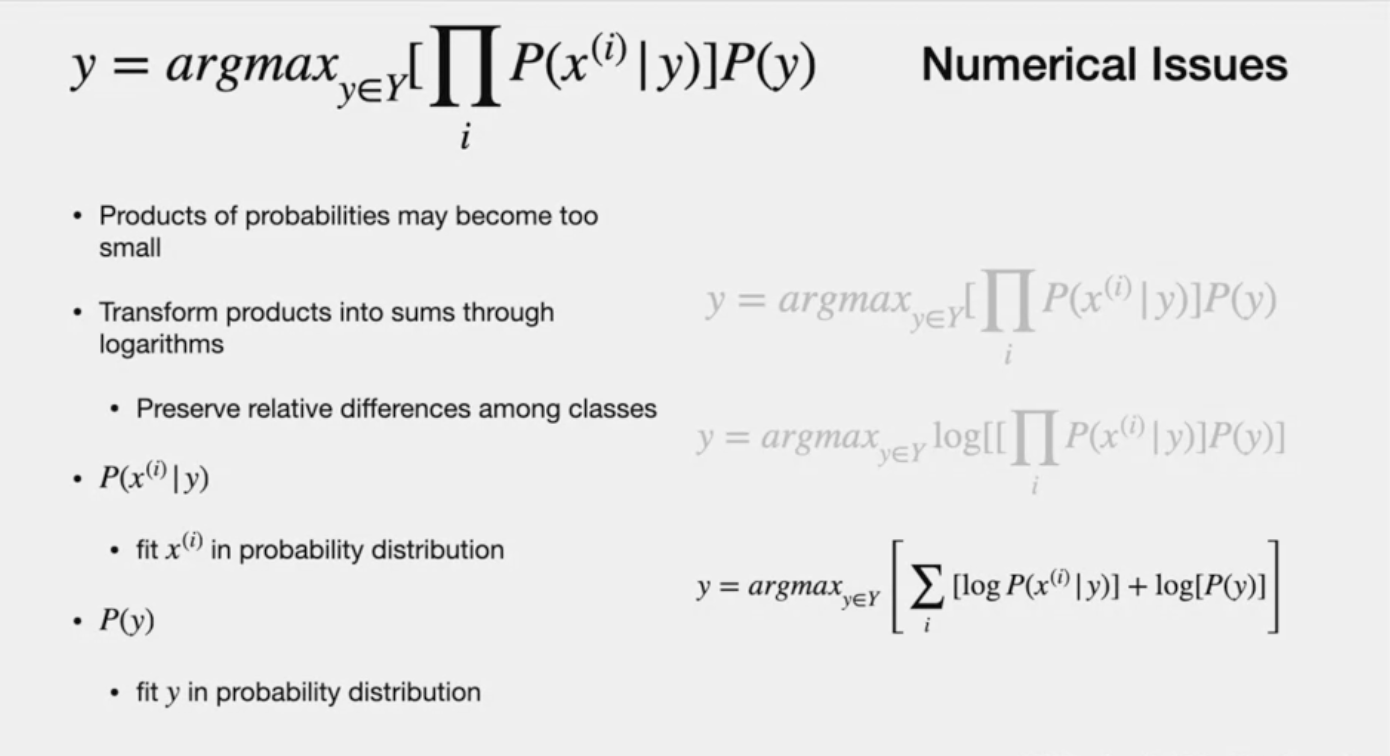 y = argmax_{y∈Y}[∏_i P(x^{(i)} | y)]P(y)
Numerical Issues
• Products of probabilities may become too
small
• Transform products into sums through
logarithms
• Preserve relative differences among classes
• P(x^{(i)} | y)
• fit x^{(i)} in probability distribution
• P(y)
• fit y in probability distribution
y = argmax_{y∈Y}[∏_i P(x^{(i)} | y)]P(y)
y = argmax_{y∈Y} log[[∏_i P(x^{(i)} | y)]P(y)]
y = argmax_{y∈Y} [∑_i [log P(x^{(i)} | y)] + log[P(y)]]